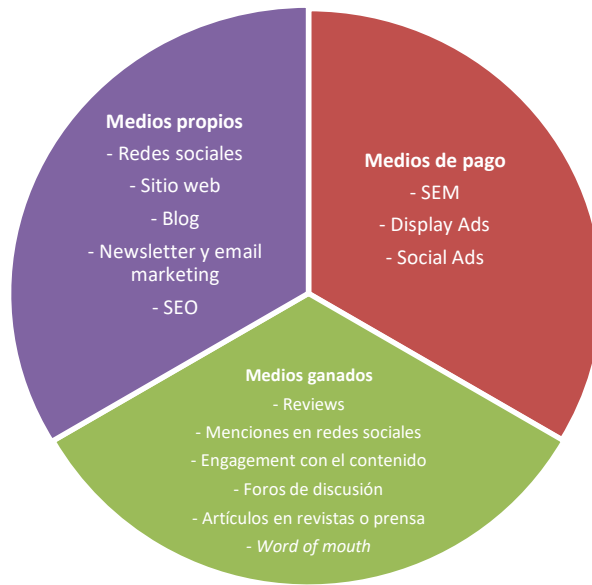 Medios propios
- Redes sociales
- Sitio web
- Blog
- Newsletter y email
marketing
- SEO
Medios de pago
- SEM
- Display Ads
- Social Ads
Medios ganados
- Reviews
- Menciones en redes sociales
- Engagement con el contenido
- Foros de discusión
- Artículos en revistas o prensa
- Word of mouth